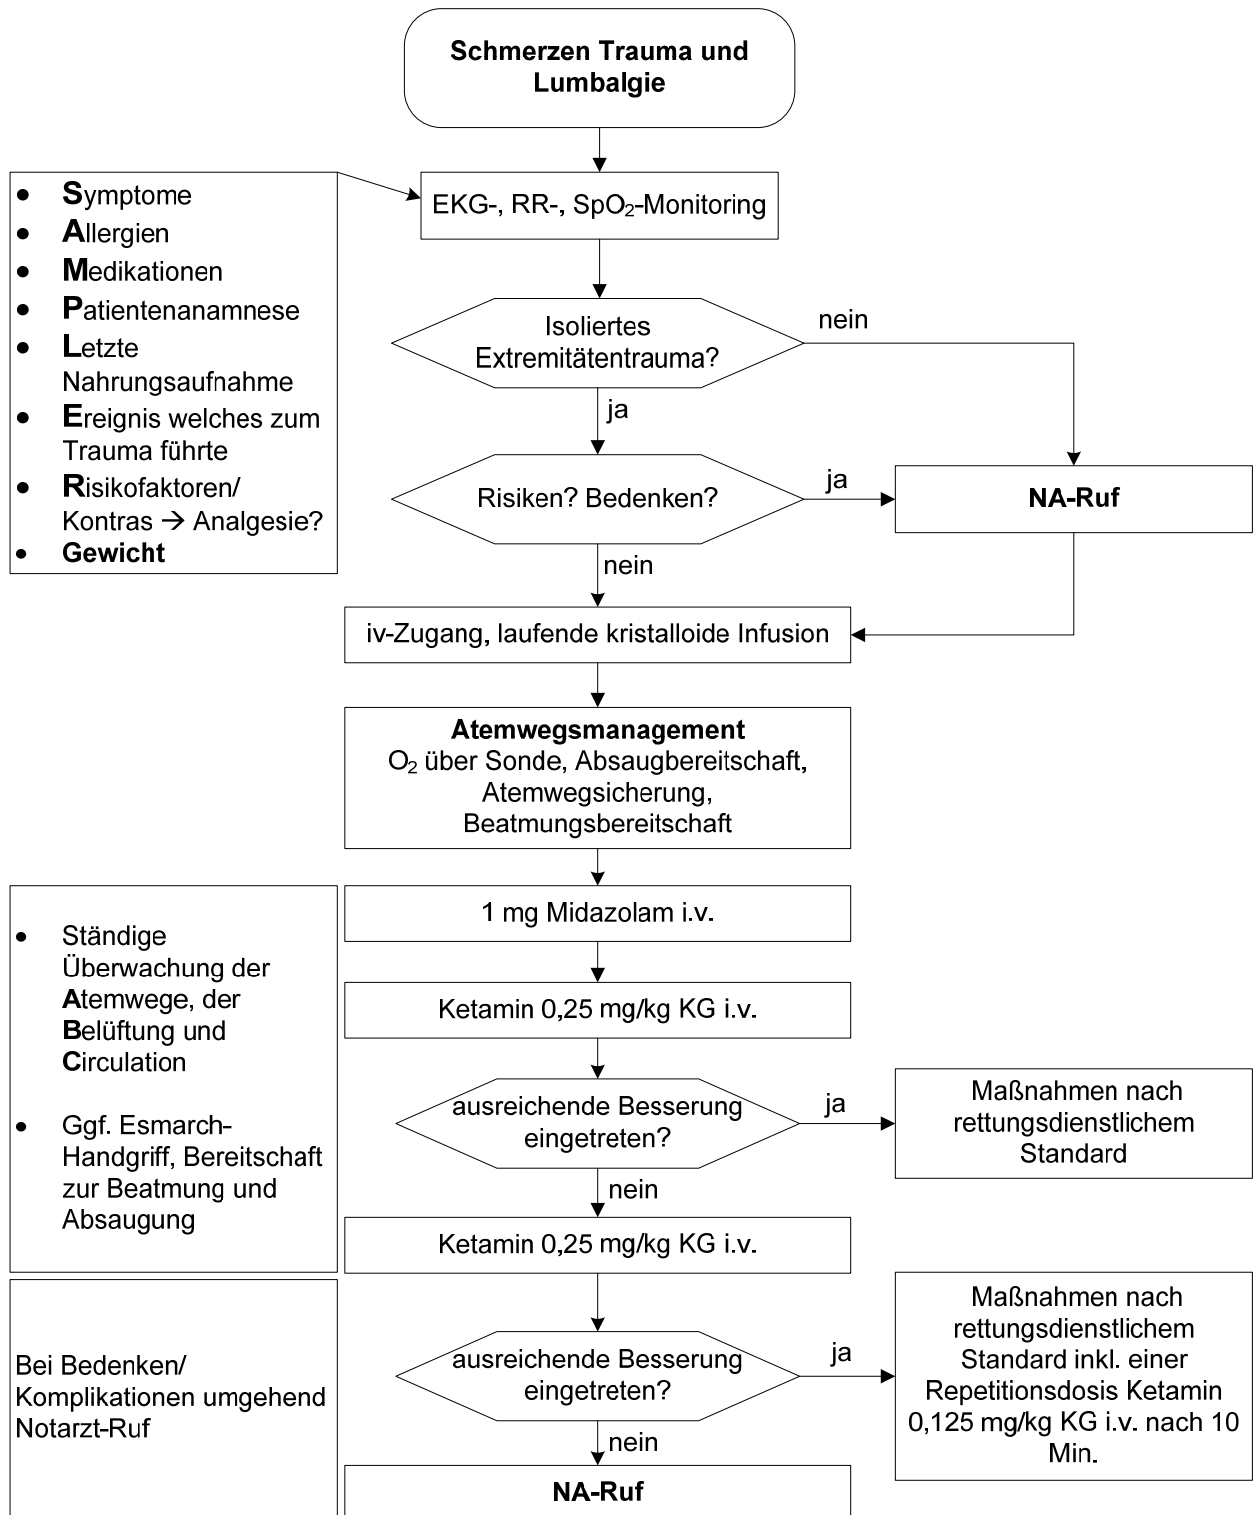 Schmerzen Trauma und
Lumbalgie
• Symptome
• Allergien
• Medikationen
• Patientenanamnese
• Letzte
Nahrungsaufnahme
• Ereignis welches zum
Trauma führte
• Risikofaktoren/
Kontras → Analgesie?
• Gewicht
EKG-, RR-, SpO₂-Monitoring
Isoliertes
Extremitätentrauma?
nein
ja
Risiken? Bedenken?
ja
NA-Ruf
nein
iv-Zugang, laufende kristalloide Infusion
Atemwegsmanagement
O₂ über Sonde, Absaugbereitschaft,
Atemwegsicherung,
Beatmungsbereitschaft
• Ständige
Überwachung der
Atemwege, der
Belüftung und
Circulation
• Ggf. Esmarch-
Handgriff, Bereitschaft
zur Beatmung und
Absaugung
1 mg Midazolam i.v.
Ketamin 0,25 mg/kg KG i.v.
ausreichende Besserung
eingetreten?
ja
Maßnahmen nach
rettungsdienstlichem
Standard
nein
Ketamin 0,25 mg/kg KG i.v.
Bei Bedenken/
Komplikationen umgehend
Notarzt-Ruf
ausreichende Besserung
eingetreten?
ja
Maßnahmen nach
rettungsdienstlichem
Standard inkl. einer
Repetitionsdosis Ketamin
0,125 mg/kg KG i.v. nach 10
Min.
nein
NA-Ruf